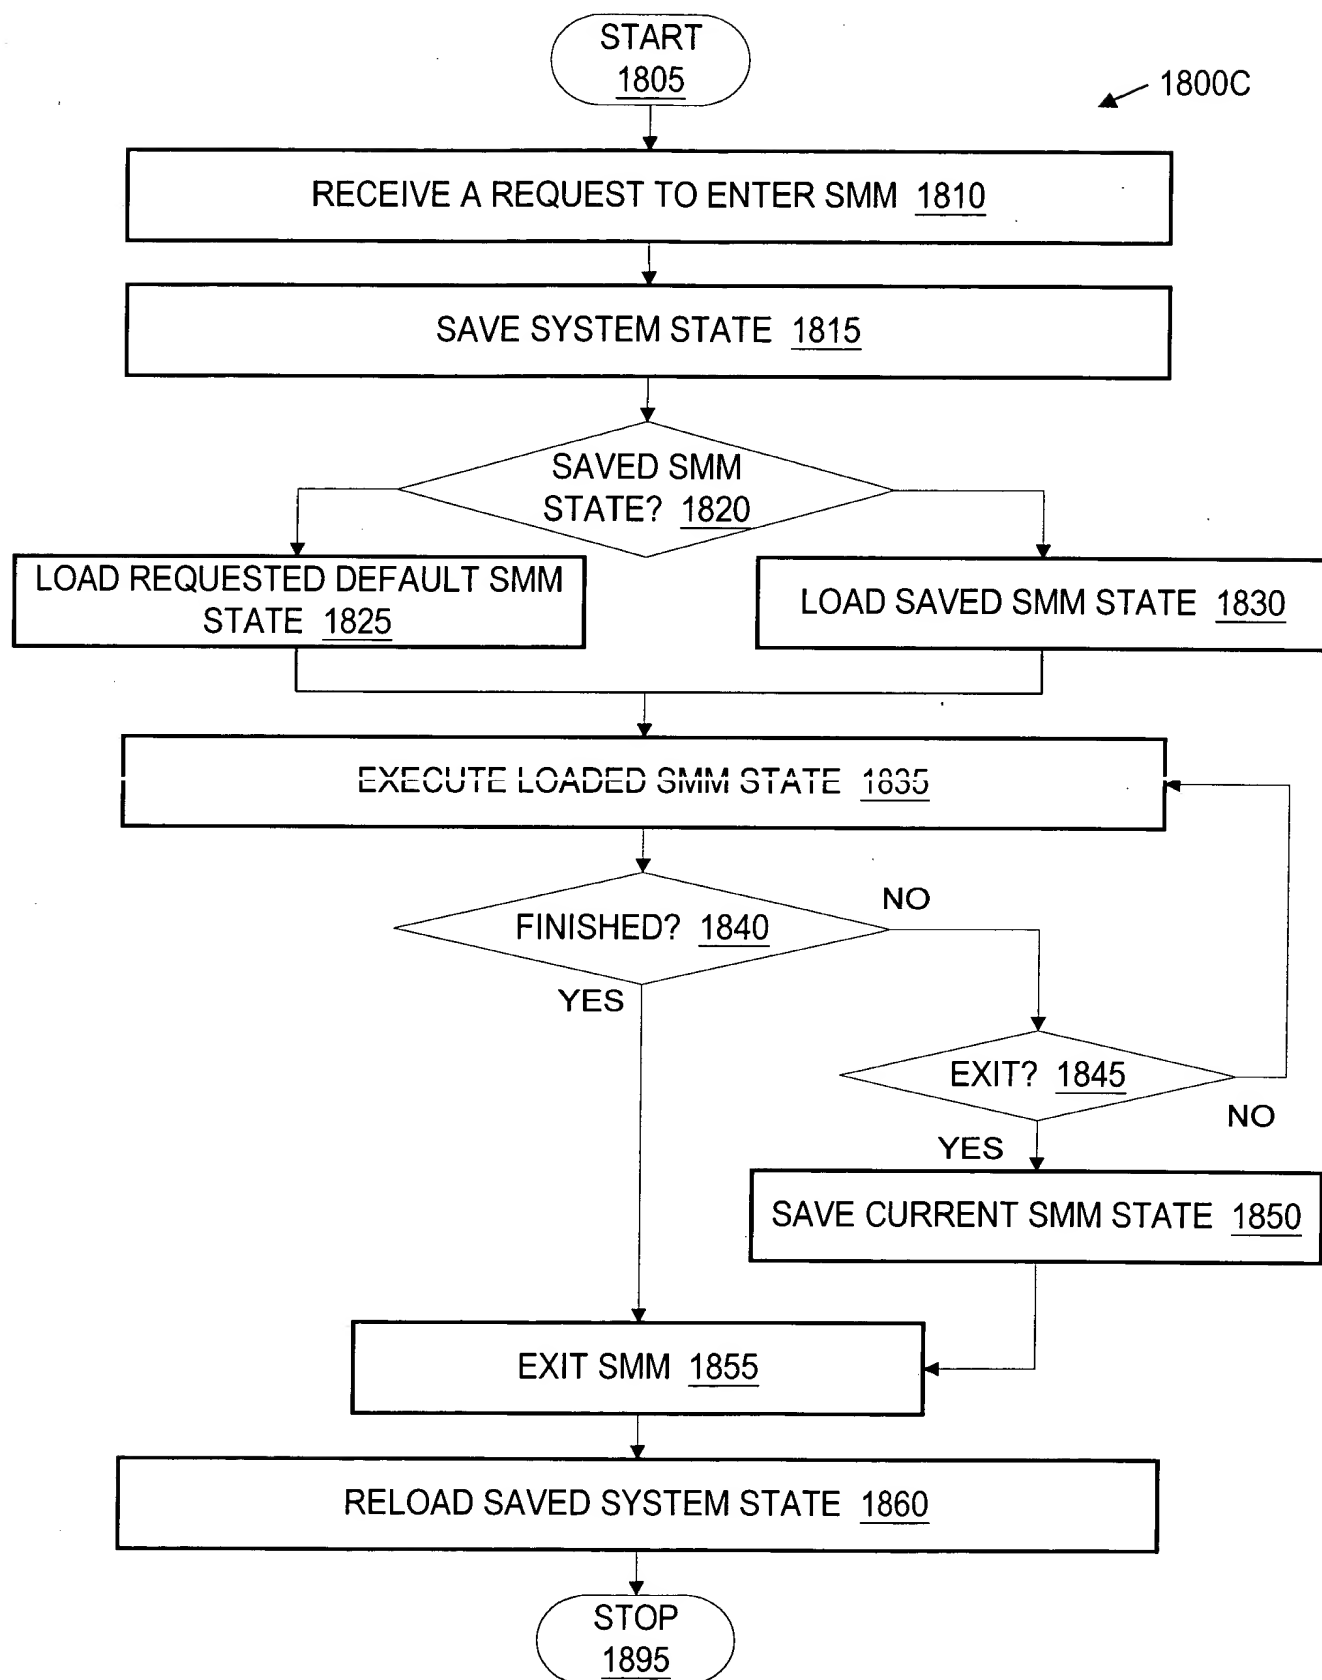 START
1805
1800C
RECEIVE A REQUEST TO ENTER SMM 1810
SAVE SYSTEM STATE 1815
SAVED SMM
STATE? 1820
LOAD REQUESTED DEFAULT SMM
STATE 1825
LOAD SAVED SMM STATE 1830
EXECUTE LOADED SMM STATE 1835
FINISHED? 1840
NO
YES
EXIT? 1845
NO
YES
SAVE CURRENT SMM STATE 1850
EXIT SMM 1855
RELOAD SAVED SYSTEM STATE 1860
STOP
1895